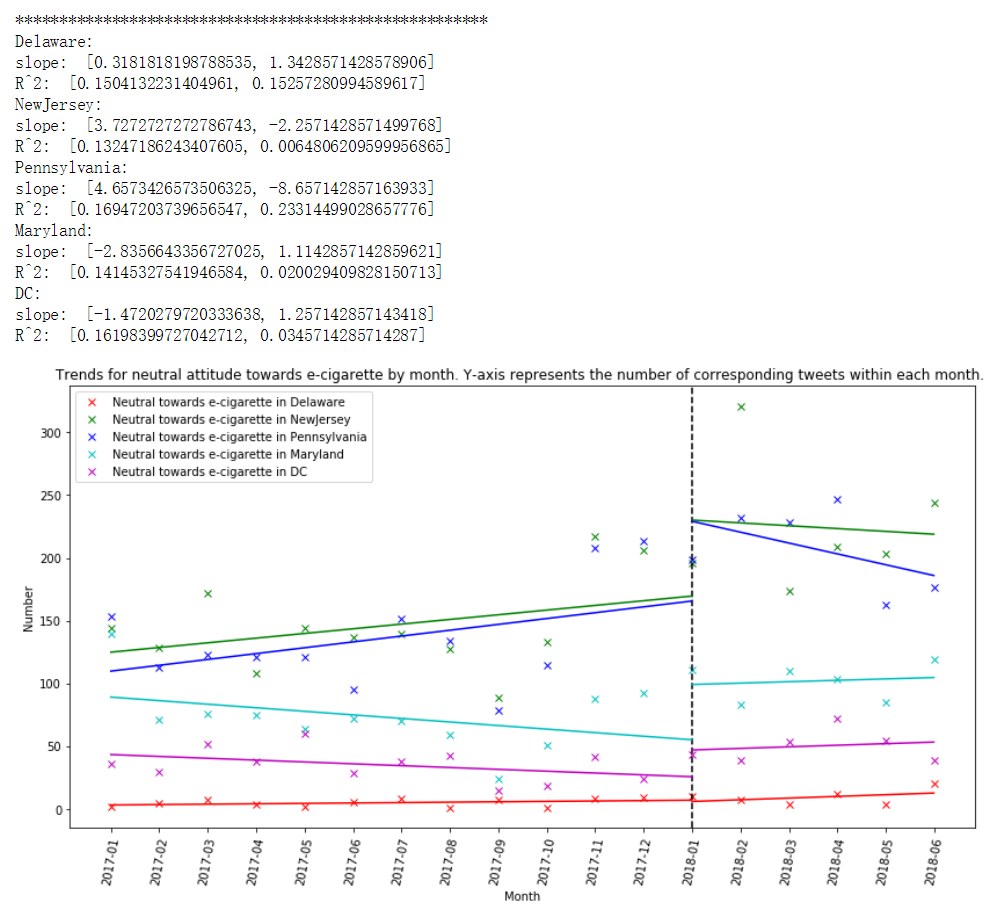 ******************************************************
Delaware:
slope:  [0.3181818198788535, 1.3428571428578906]
R^2:  [0.1504132231404961, 0.15257280994589617]
NewJersey:
slope:  [3.7272727272786743, -2.2571428571499768]
R^2:  [0.13247186243407605, 0.0064806209599956865]
Pennsylvania:
slope:  [4.6573426573506325, -8.657142857163933]
R^2:  [0.16947203739656547, 0.23314499028657776]
Maryland:
slope:  [-2.8356643356727025, 1.1142857142859621]
R^2:  [0.14145327541946584, 0.020029409828150713]
DC:
slope:  [-1.4720279720333638, 1.257142857143418]
R^2:  [0.16198399727042712, 0.0345714285714287]
Trends for neutral attitude towards e-cigarette by month. Y-axis represents the number of corresponding tweets within each month.
Neutral towards e-cigarette in Delaware
Neutral towards e-cigarette in NewJersey
Neutral towards e-cigarette in Pennsylvania
Neutral towards e-cigarette in Maryland
Neutral towards e-cigarette in DC
300
250
200
150
100
50
0
Number
2017-01
2017-02
2017-03
2017-04
2017-05
2017-06
2017-07
2017-08
2017-09
2017-10
2017-11
2017-12
2018-01
2018-02
2018-03
2018-04
2018-05
2018-06
Month